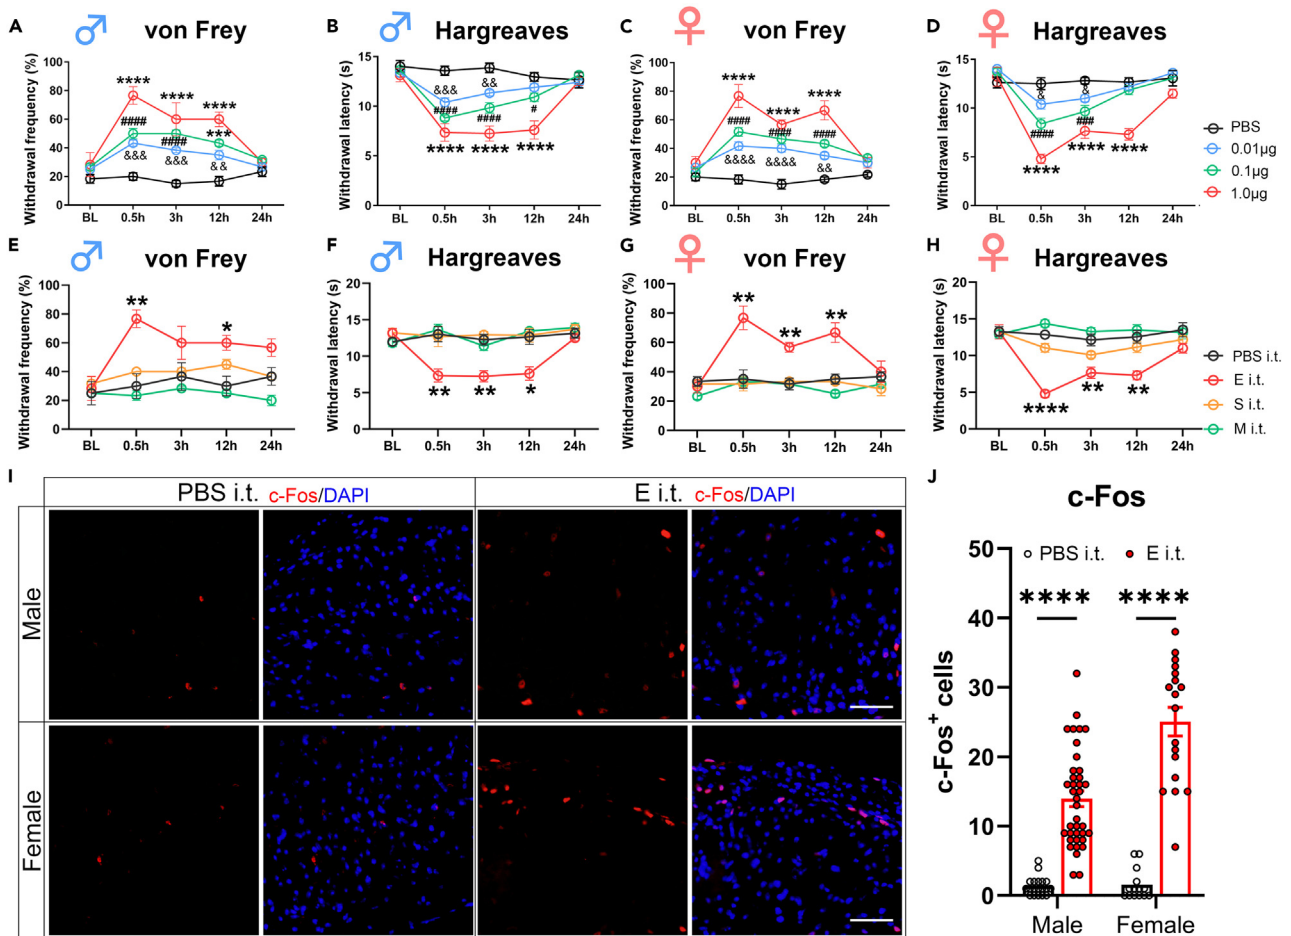 A
♂
von Frey
Withdrawal frequency (%)
100
80
60
40
20
0
****
####
&&&
****
####
&&&
****
***
&&
BL
0.5h
3h
12h
24h
B
♂
Hargreaves
Withdrawal latency (s)
15
10
5
0
&&&
####
****
&&
####
****
#
****
BL
0.5h
3h
12h
24h
C
♀
von Frey
Withdrawal frequency (%)
100
80
60
40
20
0
****
####
&&&&
****
####
&&&&
****
####
&&
BL
0.5h
3h
12h
24h
D
♀
Hargreaves
Withdrawal latency (s)
15
10
5
0
&
####
****
&
###
****
****
BL
0.5h
3h
12h
24h
PBS
0.01μg
0.1μg
1.0μg
E
♂
von Frey
Withdrawal frequency (%)
100
80
60
40
20
0
**
*
BL
0.5h
3h
12h
24h
F
♂
Hargreaves
Withdrawal latency (s)
20
15
10
5
0
**
**
*
BL
0.5h
3h
12h
24h
G
♀
von Frey
Withdrawal frequency (%)
100
80
60
40
20
0
**
**
**
BL
0.5h
3h
12h
24h
H
♀
Hargreaves
Withdrawal latency (s)
20
15
10
5
0
****
**
**
BL
0.5h
3h
12h
24h
PBS i.t.
E i.t.
S i.t.
M i.t.
I
PBS i.t. c-Fos/DAPI
E i.t. c-Fos/DAPI
Male
Female
J
c-Fos
c-Fos+ cells
50
40
30
20
10
0
PBS i.t.
E i.t.
****
****
Male
Female